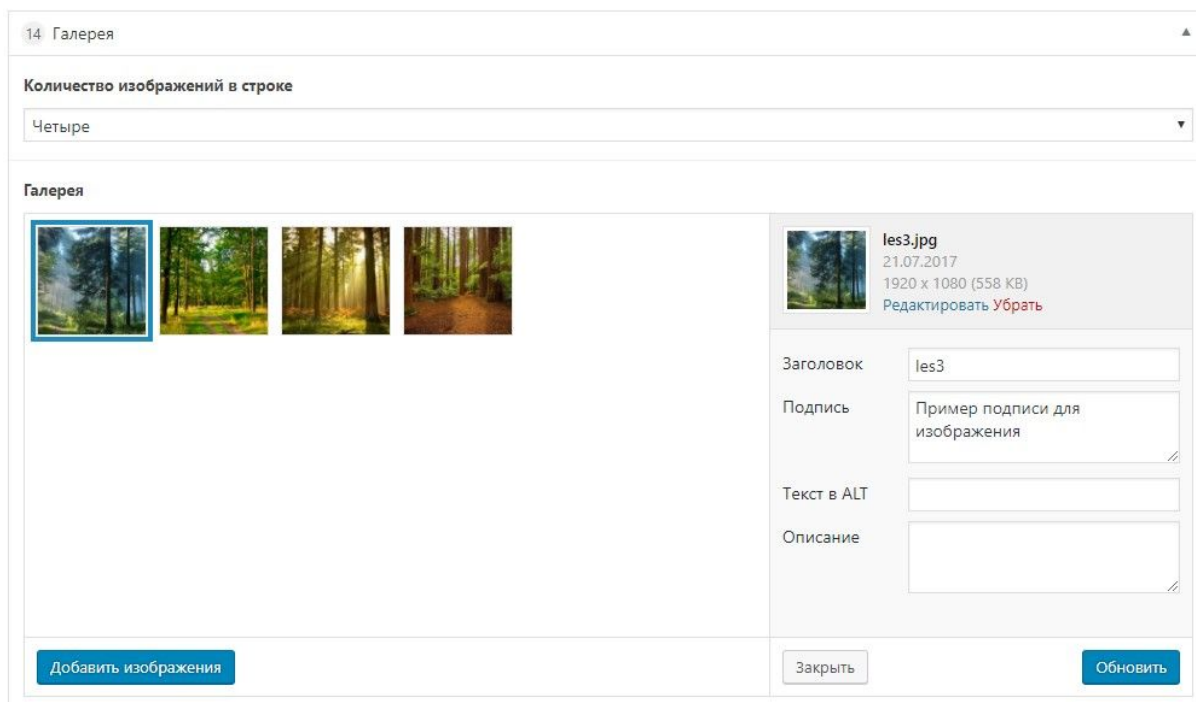 14 Галерея
Количество изображений в строке
Четыре
Галерея
les3.jpg
21.07.2017
1920 x 1080 (558 KB)
Редактировать Убрать
Заголовок les3
Подпись Пример подписи для
изображения
Текст в ALT
Описание
Добавить изображения
Закрыть
Обновить